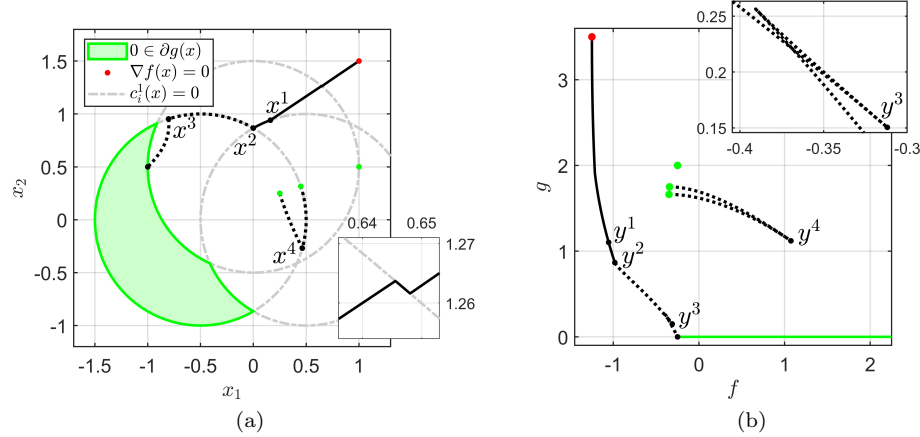 0 ∈ ∂g(x)
∇f(x) = 0
c_i^1(x) = 0
1.5
1
0.5
0
-0.5
-1
x_2
-1.5
-1
-0.5
0
0.5
1
x_1
x^1
x^2
x^3
x^4
0.64
0.65
1.27
1.26
(a)
3
2
1
0
g
-1
0
1
2
f
y^1
y^2
y^3
y^4
0.25
0.2
0.15
-0.4
-0.35
-0.3
y^3
(b)